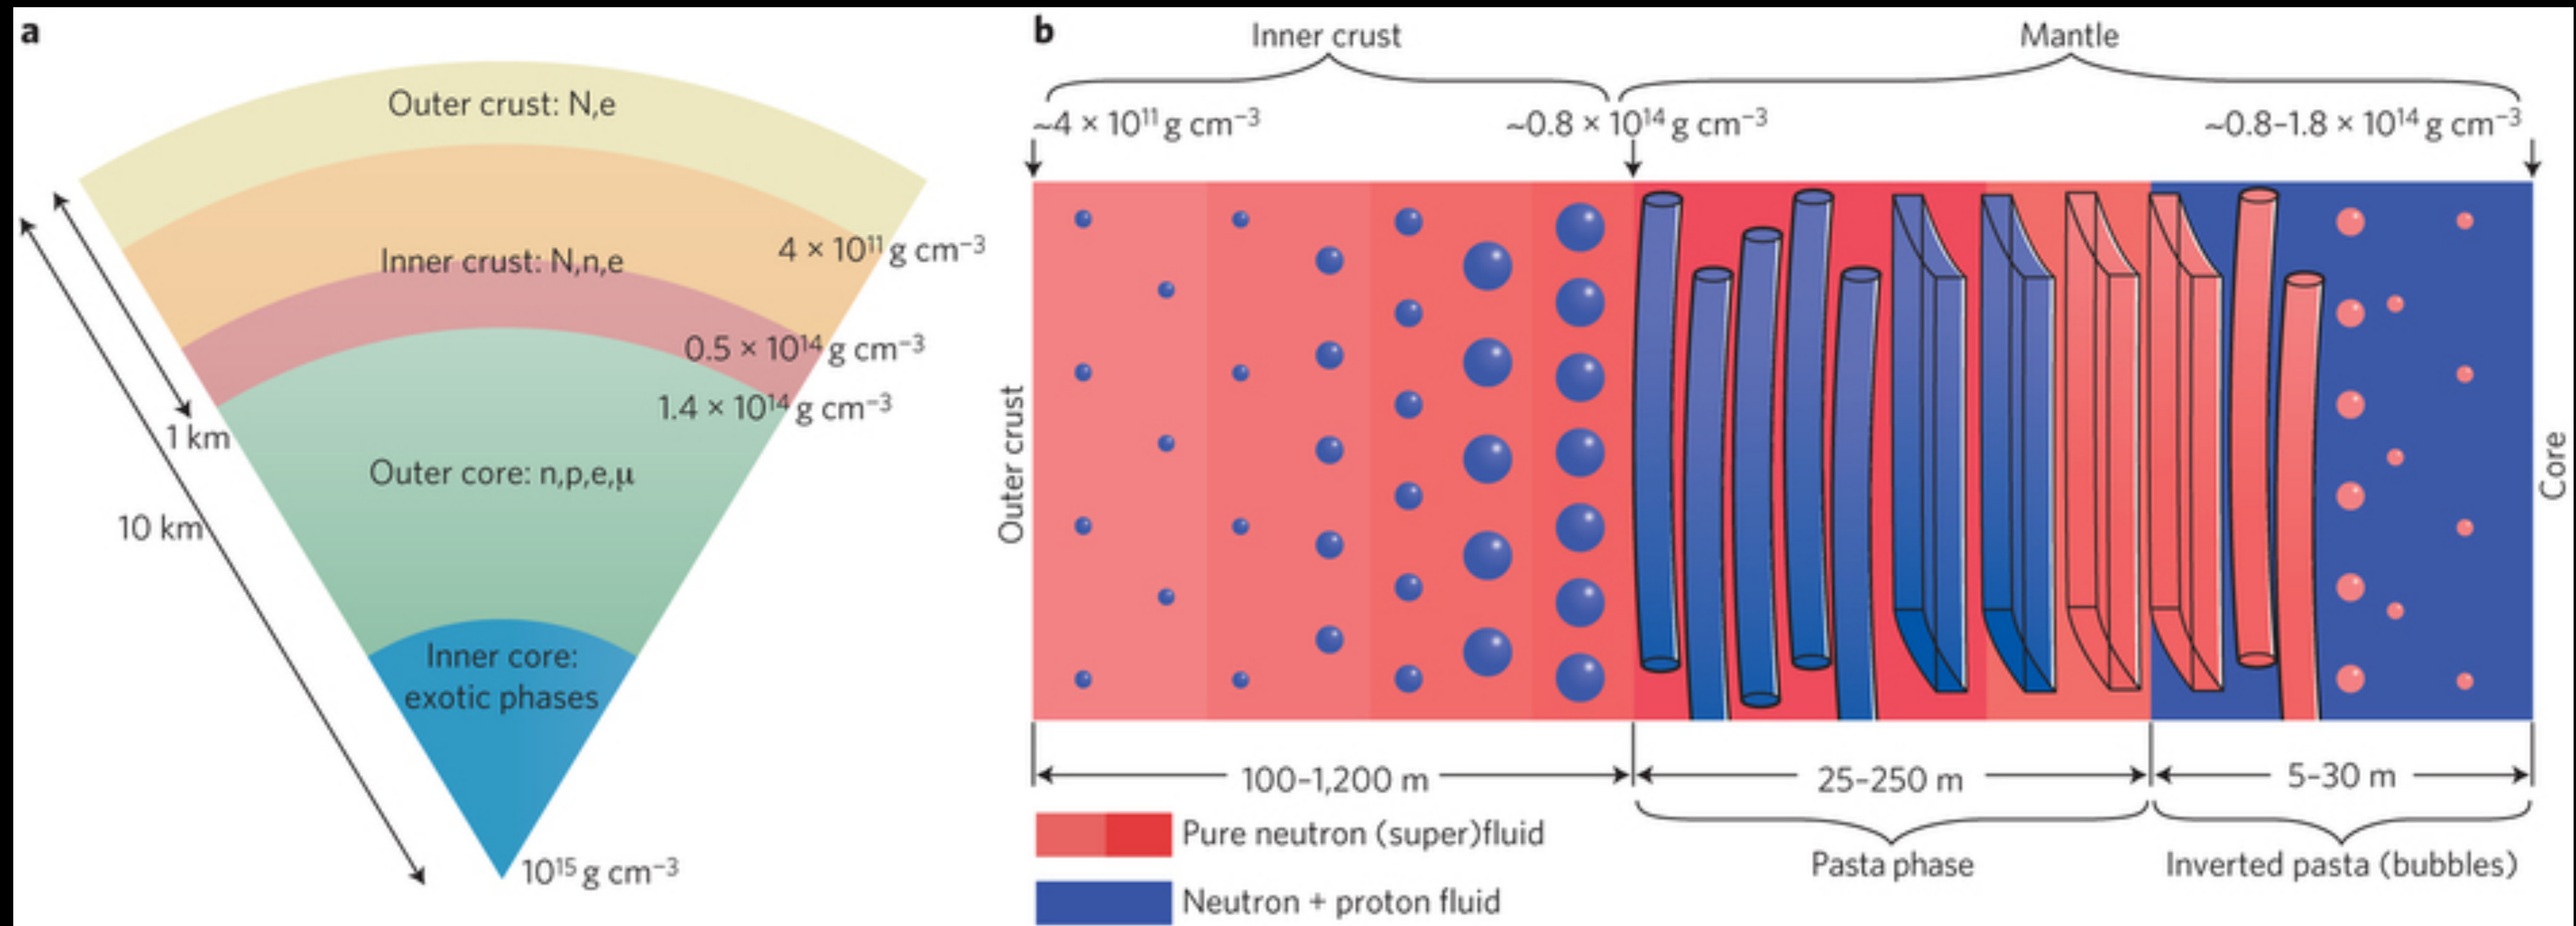 a
Outer crust: N,e
4 × 10¹¹ g cm⁻³
Inner crust: N,n,e
0.5 × 10¹⁴ g cm⁻³
1.4 × 10¹⁴ g cm⁻³
1 km
Outer core: n,p,e,μ
10 km
Inner core:
exotic phases
10¹⁵ g cm⁻³
b
Inner crust
Mantle
~4 × 10¹¹ g cm⁻³
~0.8 × 10¹⁴ g cm⁻³
~0.8–1.8 × 10¹⁴ g cm⁻³
Outer crust
Core
100–1,200 m
25–250 m
5–30 m
Pure neutron (super)fluid
Neutron + proton fluid
Pasta phase
Inverted pasta (bubbles)